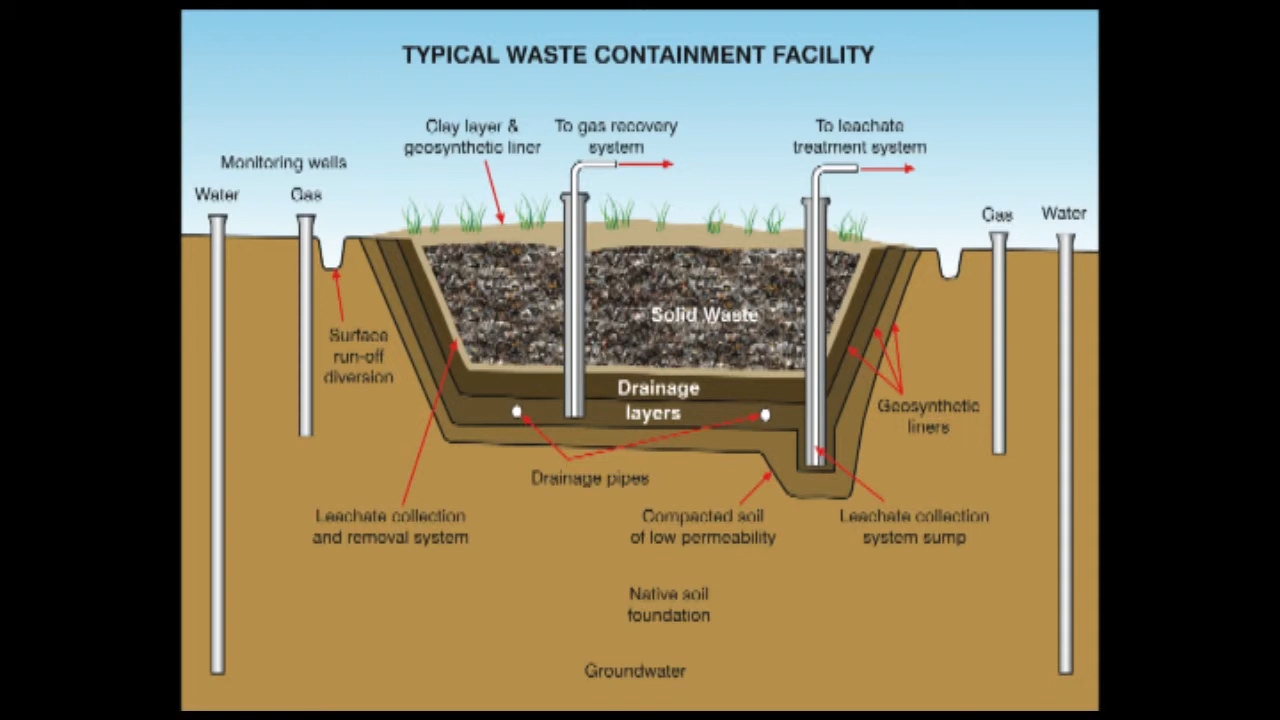 TYPICAL WASTE CONTAINMENT FACILITY
Clay layer &
geosynthetic liner
To gas recovery
system
To leachate
treatment system
Monitoring wells
Water
Gas
Gas
Water
Solid Waste
Surface
run-off
diversion
Drainage
layers
Geosynthetic
liners
Drainage pipes
Leachate collection
and removal system
Compacted soil
of low permeability
Leachate collection
system sump
Native soil
foundation
Groundwater